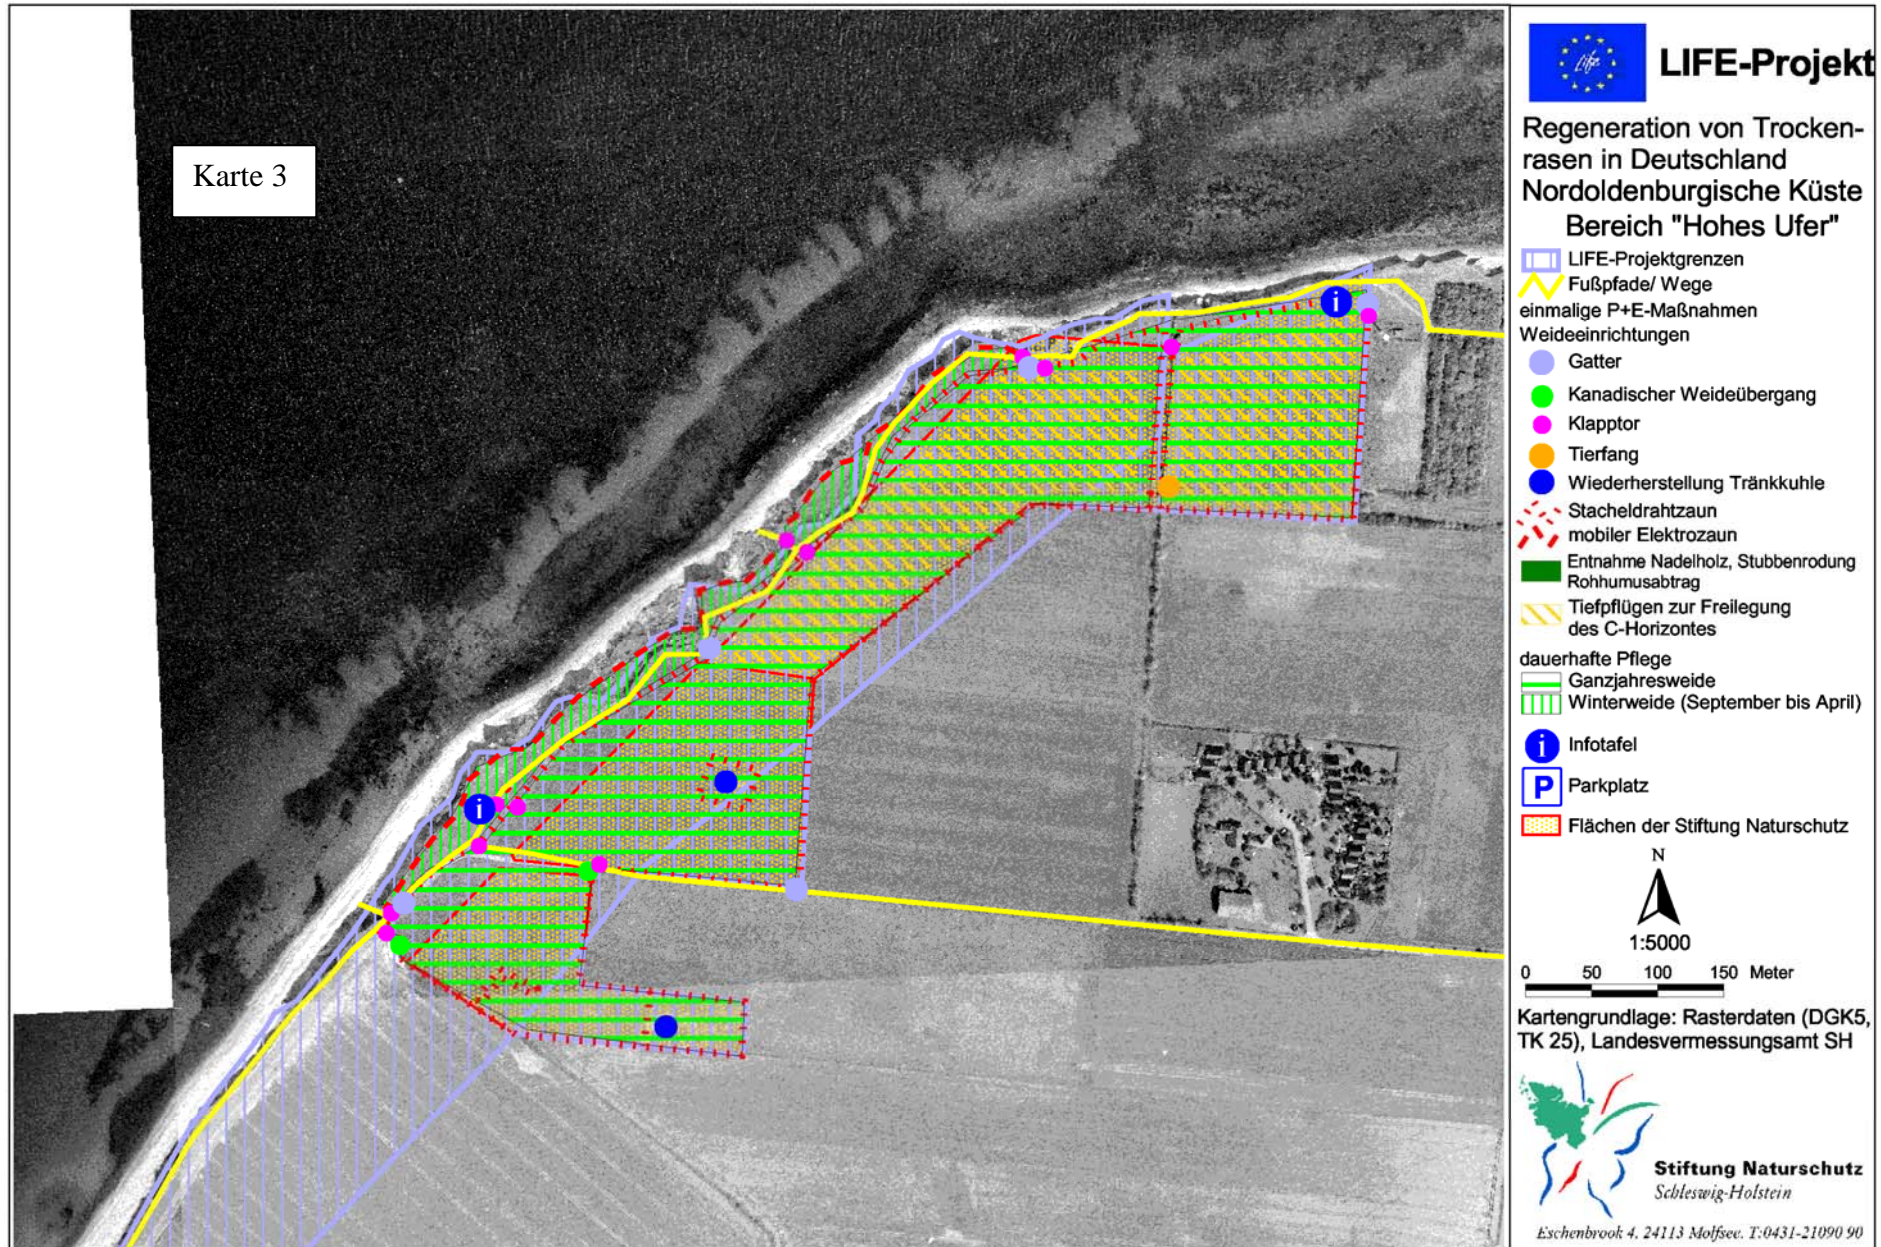 Karte 3
i
i
Life
LIFE-Projekt
Regeneration von Trocken-
rasen in Deutschland
Nordoldenburgische Küste
Bereich "Hohes Ufer"
LIFE-Projektgrenzen
Fußpfade/ Wege
einmalige P+E-Maßnahmen
Weideeinrichtungen
Gatter
Kanadischer Weideübergang
Klapptor
Tierfang
Wiederherstellung Tränkkuhle
Stacheldrahtzaun
mobiler Elektrozaun
Entnahme Nadelholz, Stubbenrodung
Rohhumusabtrag
Tiefpflügen zur Freilegung
des C-Horizontes
dauerhafte Pflege
Ganzjahresweide
Winterweide (September bis April)
i Infotafel
P Parkplatz
Flächen der Stiftung Naturschutz
N
1:5000
0 50 100 150 Meter
Kartengrundlage: Rasterdaten (DGK5,
TK 25), Landesvermessungsamt SH
Stiftung Naturschutz
Schleswig-Holstein
Eschenbrook 4, 24113 Molfsee. T:0431-21090 90